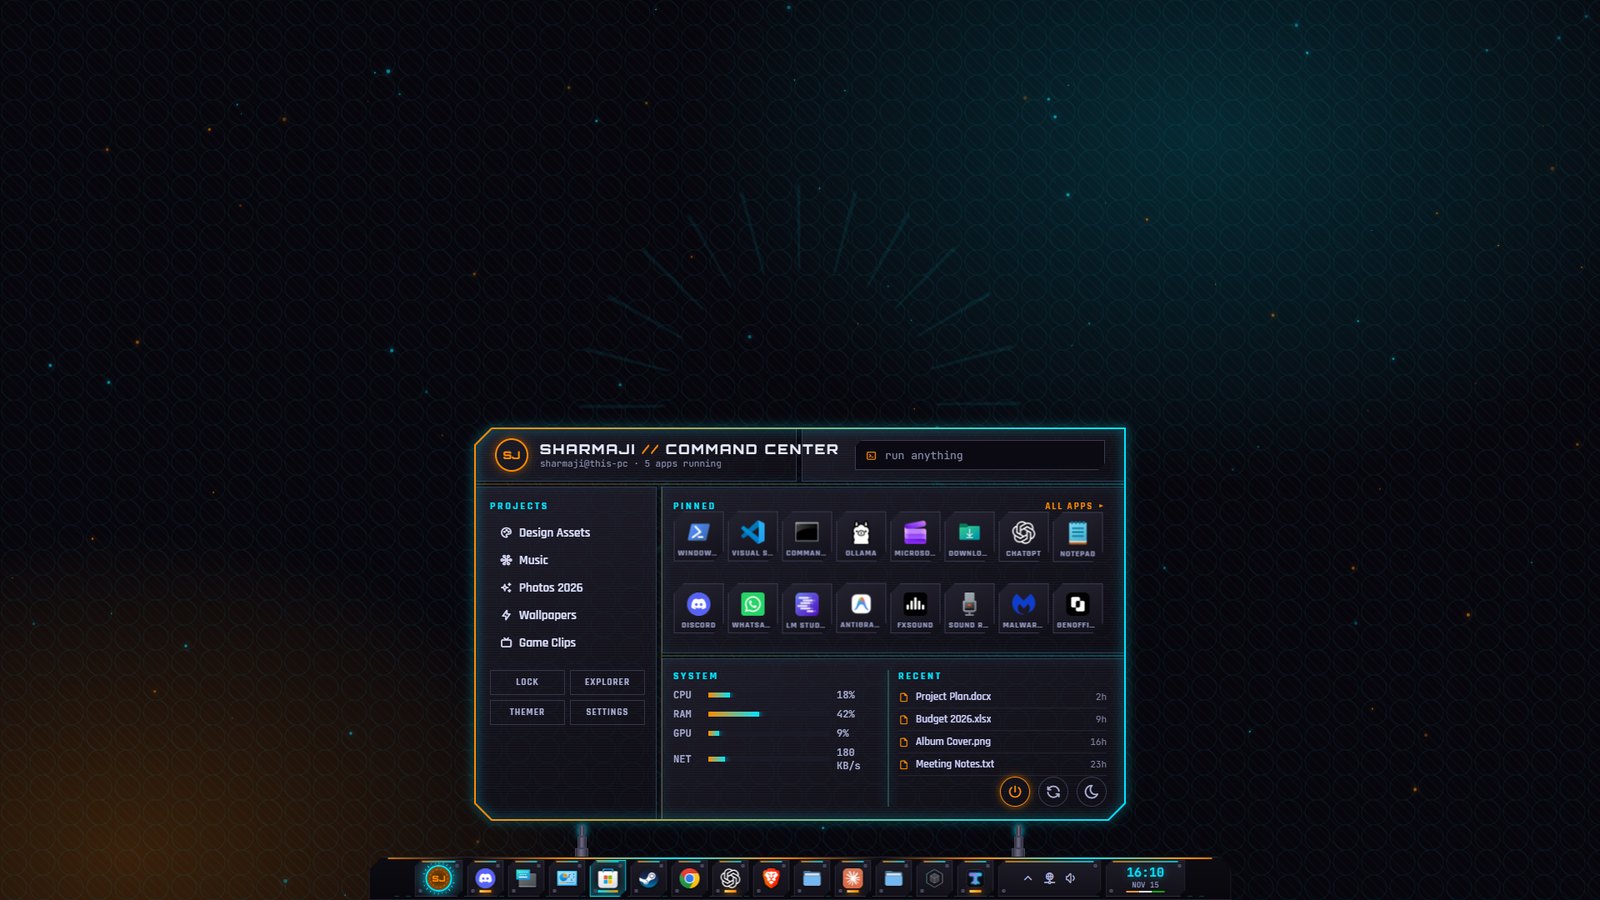 SJ
SHARMAJI // COMMAND CENTER
sharmaji@this-pc · 5 apps running
run anything
PROJECTS
Design Assets
Music
Photos 2026
Wallpapers
Game Clips
LOCK
EXPLORER
THEMER
SETTINGS
PINNED
ALL APPS
WINDOW...
VISUAL S...
COMMAN...
OLLAMA
MICROSO...
DOWNLO...
CHATGPT
NOTEPAD
DISCORD
WHATSA...
LM STUD...
ANTIGRA...
FXSOUND
SOUND R...
MALWAR...
GENOFFI...
SYSTEM
CPU 18%
RAM 42%
GPU 9%
NET 180 KB/s
RECENT
Project Plan.docx 2h
Budget 2026.xlsx 9h
Album Cover.png 16h
Meeting Notes.txt 23h
SJ
16:10
NOV 15